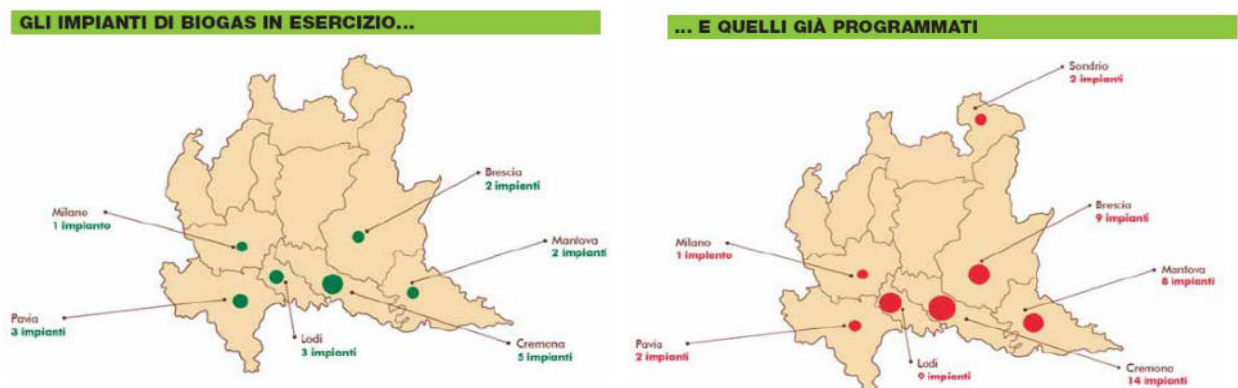 GLI IMPIANTI DI BIOGAS IN ESERCIZIO...
Brescia
2 impianti
Milano
1 impianto
Mantova
2 impianti
Pavia
3 impianti
Lodi
3 impianti
Cremona
5 impianti
... E QUELLI GIÀ PROGRAMMATI
Sondrio
2 impianti
Brescia
9 impianti
Milano
1 impianto
Mantova
8 impianti
Pavia
2 impianti
Lodi
9 impianti
Cremona
14 impianti